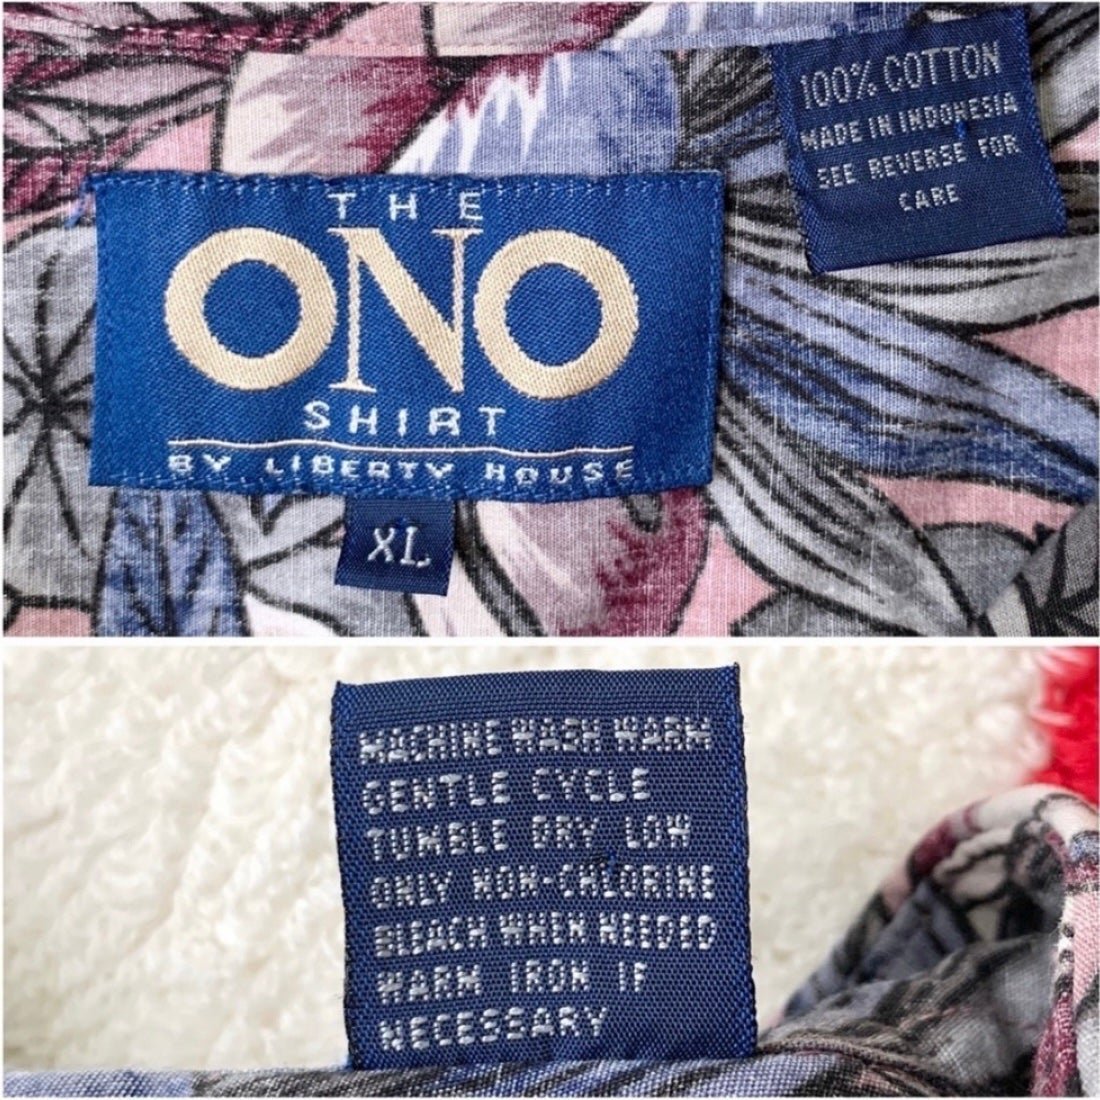 THE
ONO
SHIRT
BY LIBERTY HOUSE
XL
100% COTTON
MADE IN INDONESIA
SEE REVERSE FOR
CARE
MACHINE WASH WARM
GENTLE CYCLE
TUMBLE DRY LOW
ONLY NON-CHLORINE
BLEACH WHEN NEEDED
WARM IRON IF
NECESSARY